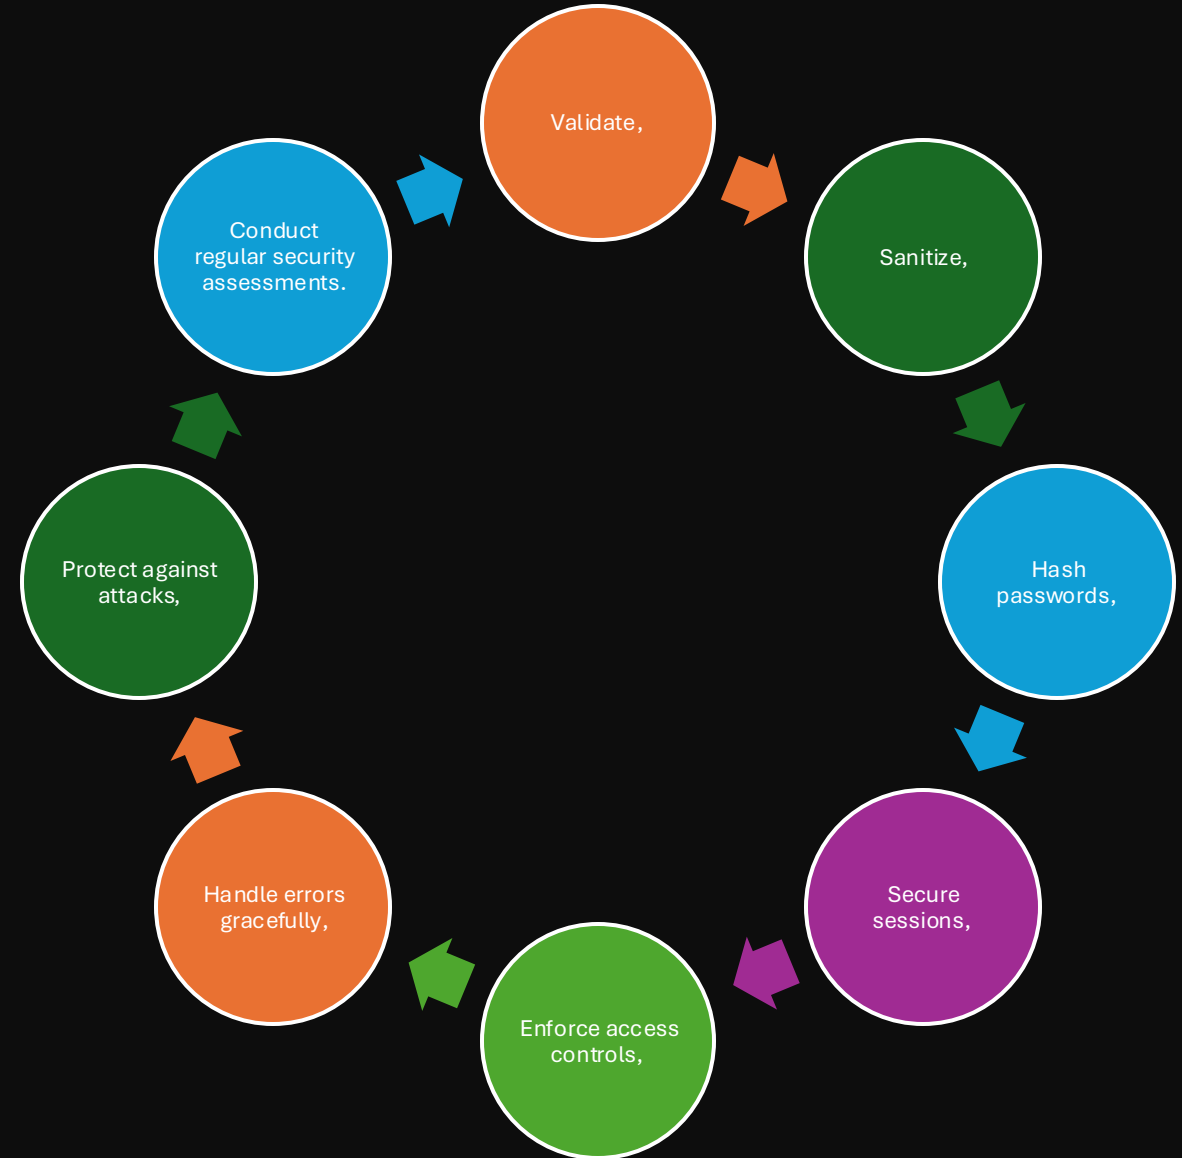 Validate,
Sanitize,
Hash
passwords,
Secure
sessions,
Enforce access
controls,
Handle errors
gracefully,
Protect against
attacks,
Conduct
regular security
assessments.